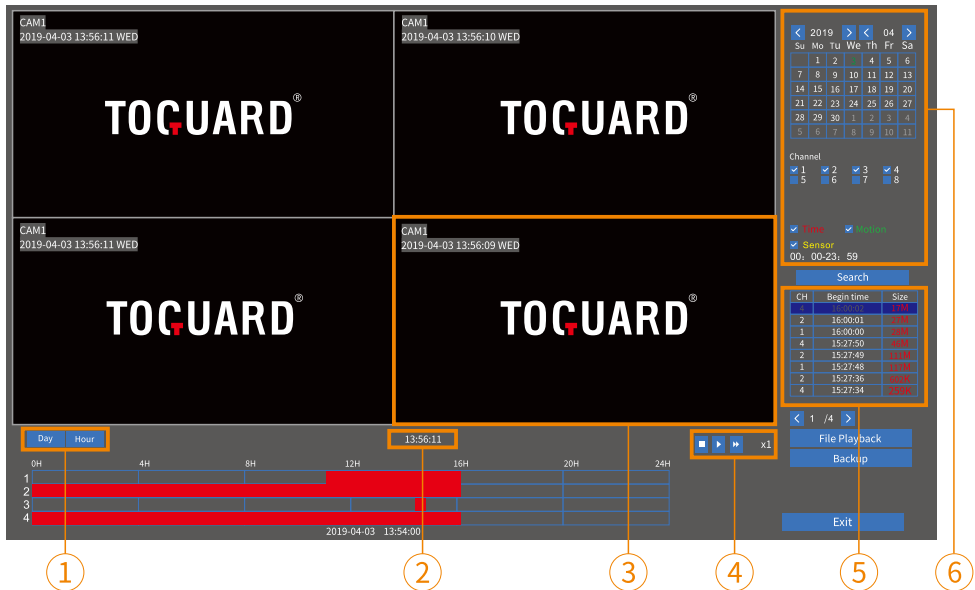 CAM1
2019-04-03 13:56:11 WED
TOGUARD®
CAM1
2019-04-03 13:56:10 WED
TOGUARD®
CAM1
2019-04-03 13:56:11 WED
TOGUARD®
CAM1
2019-04-03 13:56:09 WED
TOGUARD®
2019 04
Su Mo Tu We Th Fr Sa
1 2 3 4 5 6
7 8 9 10 11 12 13
14 15 16 17 18 19 20
21 22 23 24 25 26 27
28 29 30 1 2 3 4
5 6 7 8 9 10 11
Channel
1 2 3 4
5 6 7 8
Time Motion
Sensor
00: 00-23: 59
Search
CH Begin time Size
4 16:00:02
2 16:00:01
1 16:00:00
4 15:27:50
2 15:27:49
1 15:27:48
2 15:27:36
4 15:27:34
1 /4
File Playback
Backup
Exit
Day Hour
13:56:11
x1
0H 4H 8H 12H 16H 20H 24H
1
2
3
4
2019-04-03 13:54:00
1 2 3 4 5 6